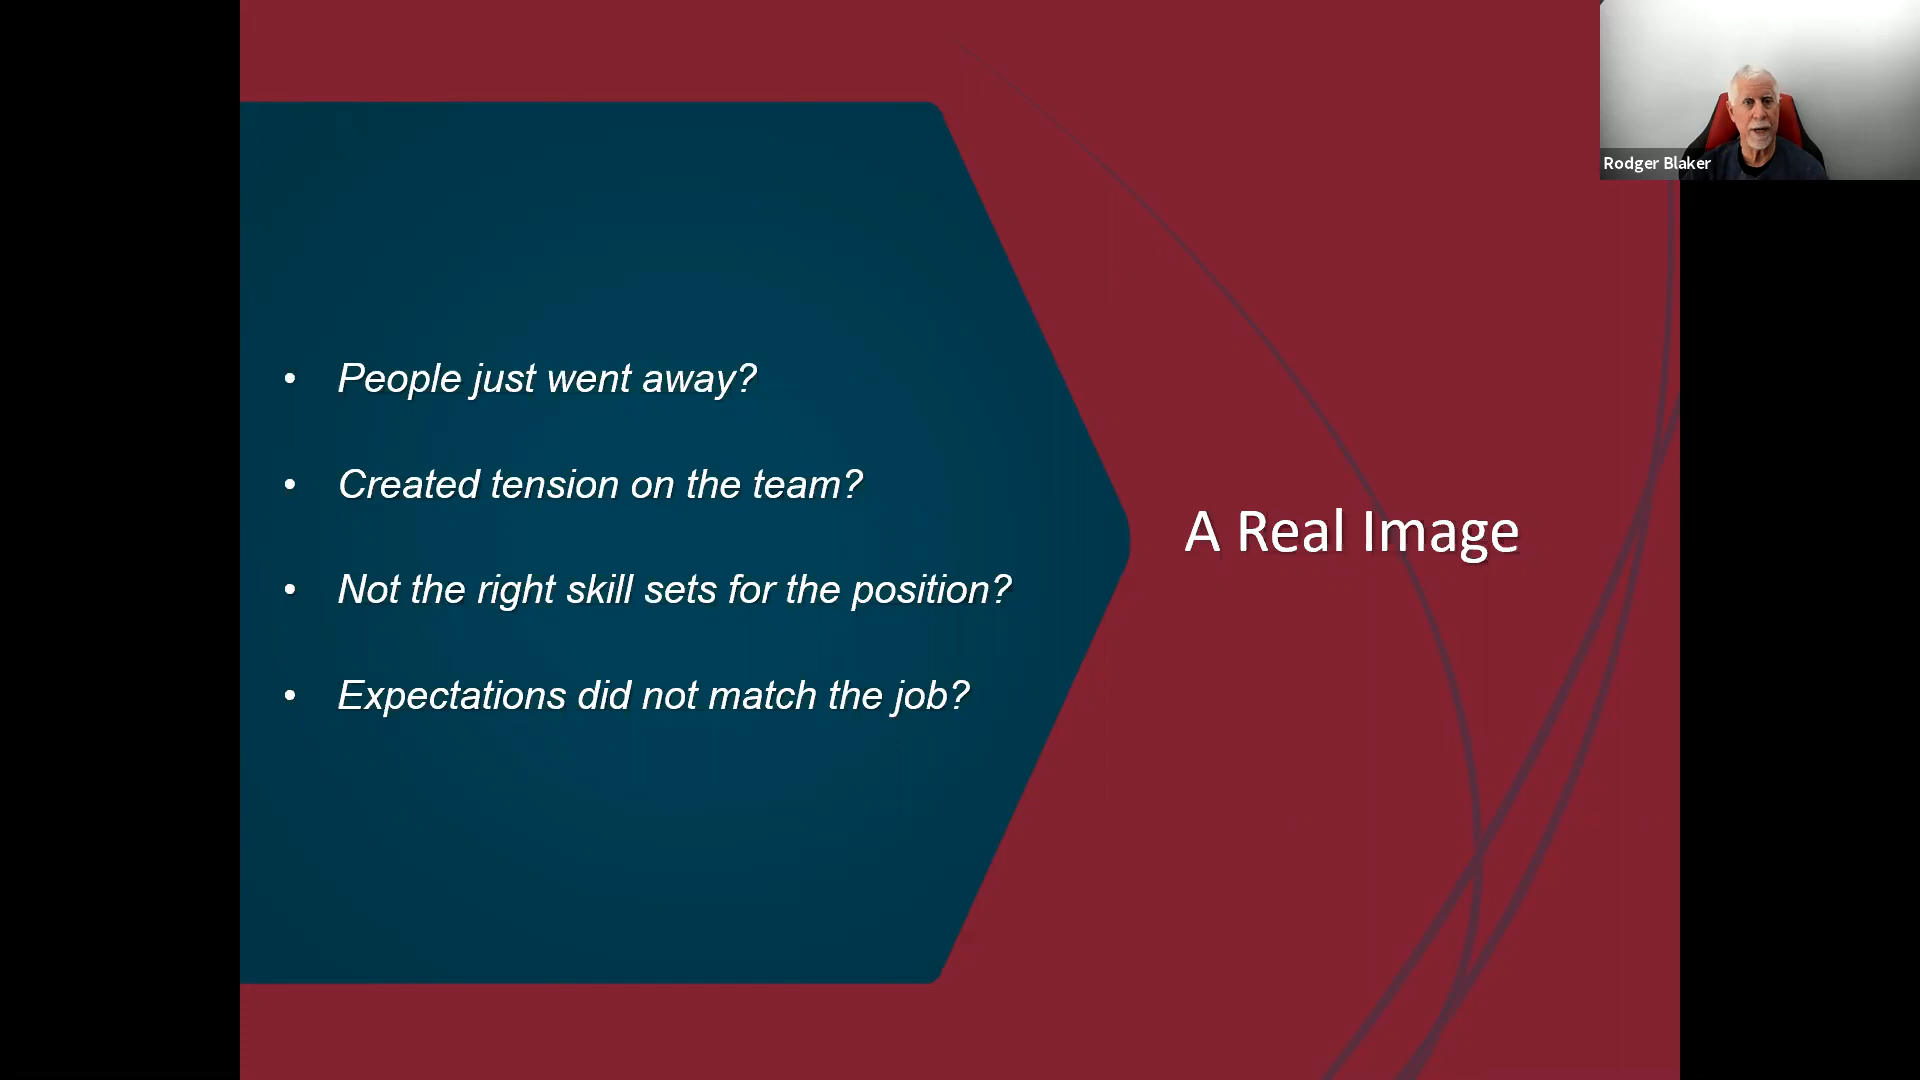 • People just went away?
• Created tension on the team?
• Not the right skill sets for the position?
• Expectations did not match the job?
A Real Image
Rodger Blaker